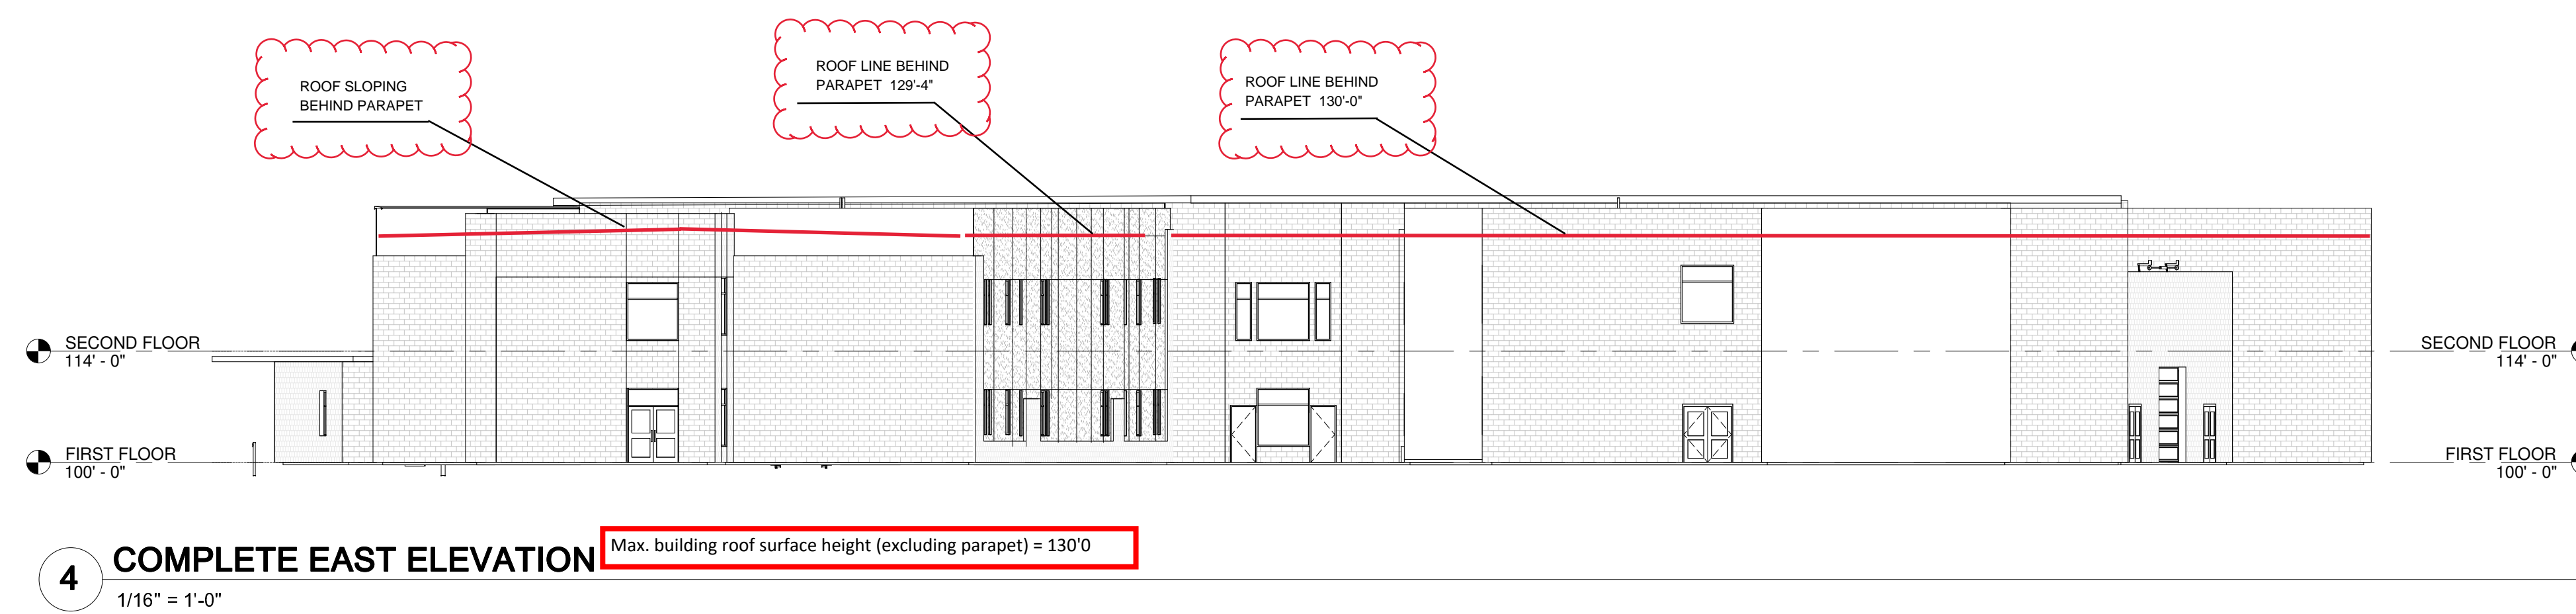 ROOF SLOPING
BEHIND PARAPET
ROOF LINE BEHIND
PARAPET 129'-4"
ROOF LINE BEHIND
PARAPET 130'-0"
SECOND FLOOR
114' - 0"
SECOND FLOOR
114' - 0"
FIRST FLOOR
100' - 0"
FIRST FLOOR
100' - 0"
4
COMPLETE EAST ELEVATION
Max. building roof surface height (excluding parapet) = 130'0
1/16" = 1'-0"